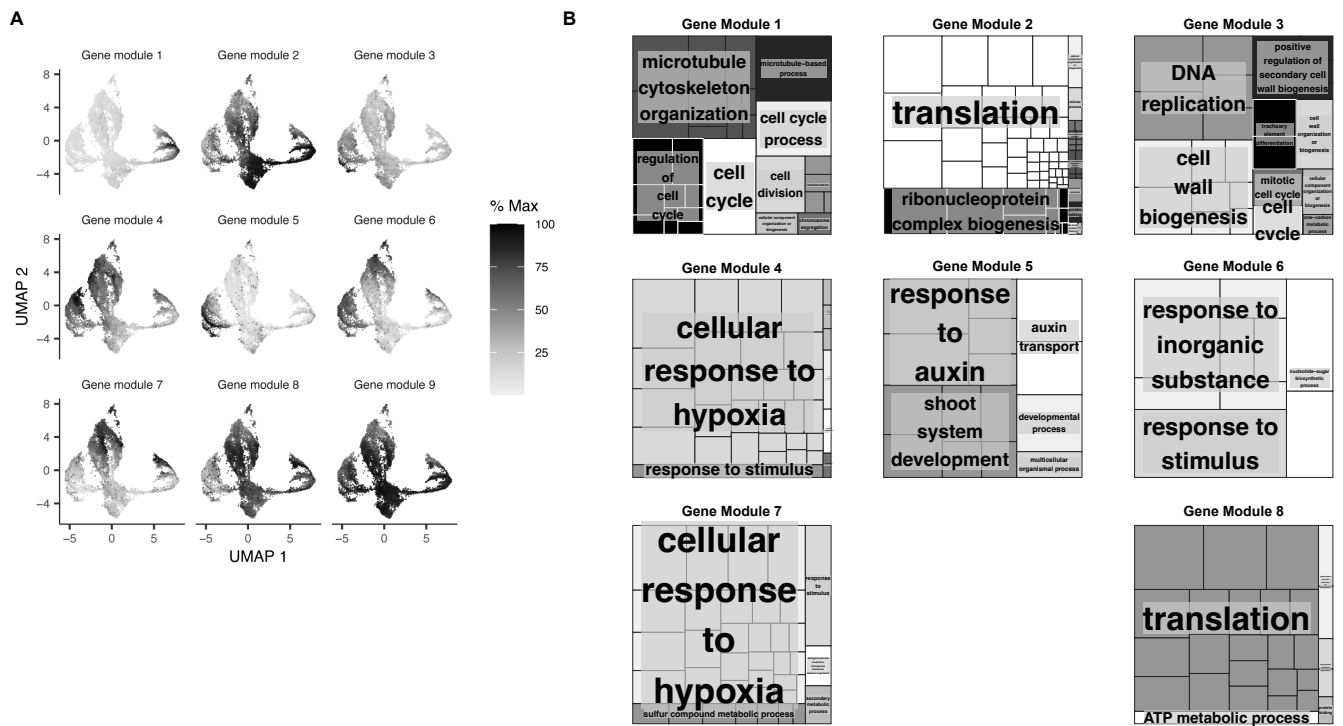 A
Gene module 1
Gene module 2
Gene module 3
8
4
0
−4
Gene module 4
Gene module 5
Gene module 6
8
4
0
−4
Gene module 7
Gene module 8
Gene module 9
8
4
0
−4
−5
0
5
−5
0
5
−5
0
5
UMAP 1
UMAP 2
% Max
100
75
50
25
B
Gene Module 1
microtubule
cytoskeleton
organization
microtubule−based
process
cell cycle
process
regulation
of
cell
cycle
cell
cycle
cell
division
cellular component
organization or
biogenesis
chromosome
segregation
Gene Module 2
translation
ribonucleoprotein
complex biogenesis
Gene Module 3
DNA
replication
positive
regulation of
secondary cell
wall biogenesis
tracheary
element
differentiation
cell
wall
organization
or
biogenesis
cell
wall
biogenesis
mitotic
cell cycle
cellular
component
organization
or biogenesis
cell
cycle
one−carbon
metabolic
process
Gene Module 4
cellular
response to
hypoxia
response to stimulus
Gene Module 5
response
to
auxin
auxin
transport
shoot
system
development
developmental
process
multicellular
organismal process
Gene Module 6
response to
inorganic
substance
nucleotide−sugar
biosynthetic
process
response to
stimulus
Gene Module 7
cellular
response
to
hypoxia
response
to
stimulus
secondary
metabolic
process
sulfur compound metabolic process
Gene Module 8
translation
protein
folding
ATP metabolic process